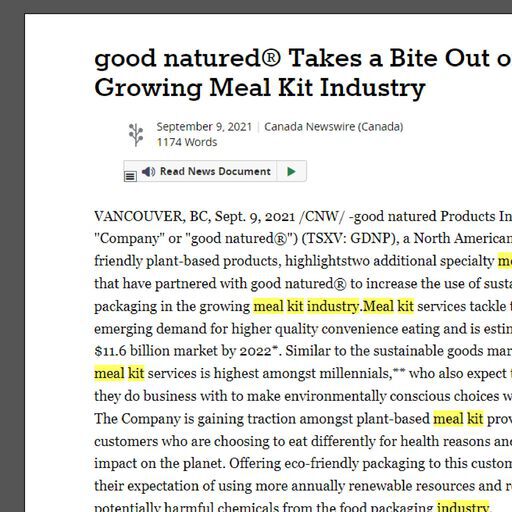 good natured® Takes a Bite Out o
Growing Meal Kit Industry
September 9, 2021 | Canada Newswire (Canada)
1174 Words
Read News Document
VANCOUVER, BC, Sept. 9, 2021 /CNW/ -good natured Products In
"Company" or "good natured®") (TSXV: GDNP), a North American
friendly plant-based products, highlightstwo additional specialty m
that have partnered with good natured® to increase the use of susta
packaging in the growing meal kit industry.Meal kit services tackle t
emerging demand for higher quality convenience eating and is estin
$11.6 billion market by 2022*. Similar to the sustainable goods mar
meal kit services is highest amongst millennials,** who also expect t
they do business with to make environmentally conscious choices w
The Company is gaining traction amongst plant-based meal kit prov
customers who are choosing to eat differently for health reasons and
impact on the planet. Offering eco-friendly packaging to this custom
their expectation of using more annually renewable resources and re
potentially harmful chemicals from the food packaging industry.